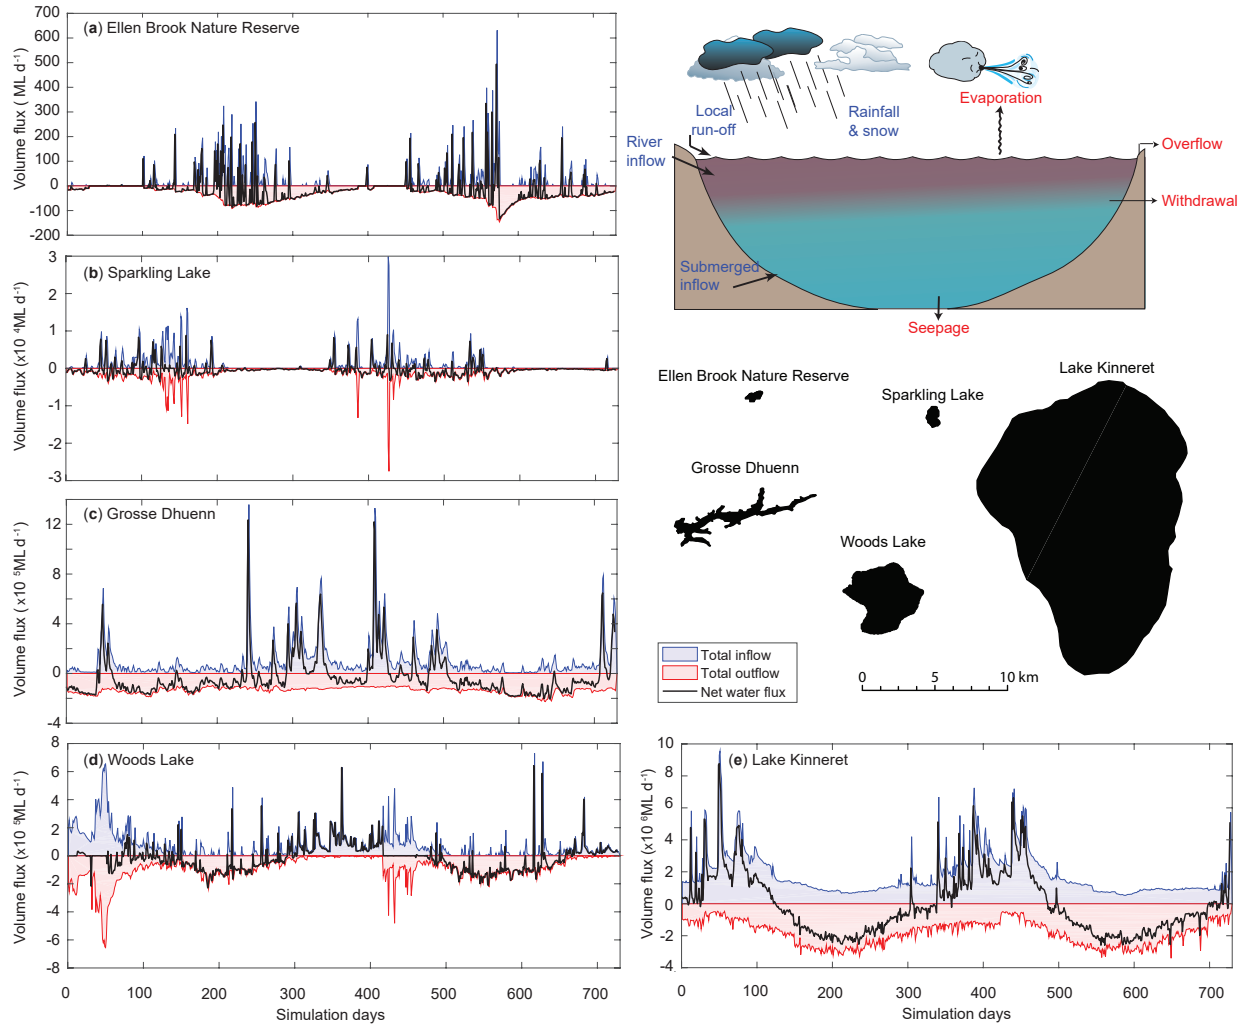 (a) Ellen Brook Nature Reserve
Volume flux ( ML d⁻¹)
700
600
500
400
300
200
100
0
-100
-200
(b) Sparkling Lake
Volume flux (x10 ⁴ML d⁻¹)
3
2
1
0
-1
-2
-3
(c) Grosse Dhuenn
Volume flux ( x10 ⁵ML d⁻¹)
12
8
4
0
-4
(d) Woods Lake
Volume flux (x10 ⁵ML d⁻¹)
8
6
4
2
0
-2
-4
-6
-8
0 100 200 300 400 500 600 700
Simulation days
Local
run-off
Rainfall
& snow
Evaporation
River
inflow
Overflow
Withdrawal
Submerged
inflow
Seepage
Ellen Brook Nature Reserve
Sparkling Lake
Lake Kinneret
Grosse Dhuenn
Woods Lake
Total inflow
Total outflow
Net water flux
0 5 10 km
(e) Lake Kinneret
Volume flux (x10 ⁶ML d⁻¹)
10
8
6
4
2
0
-2
-4
0 100 200 300 400 500 600 700
Simulation days